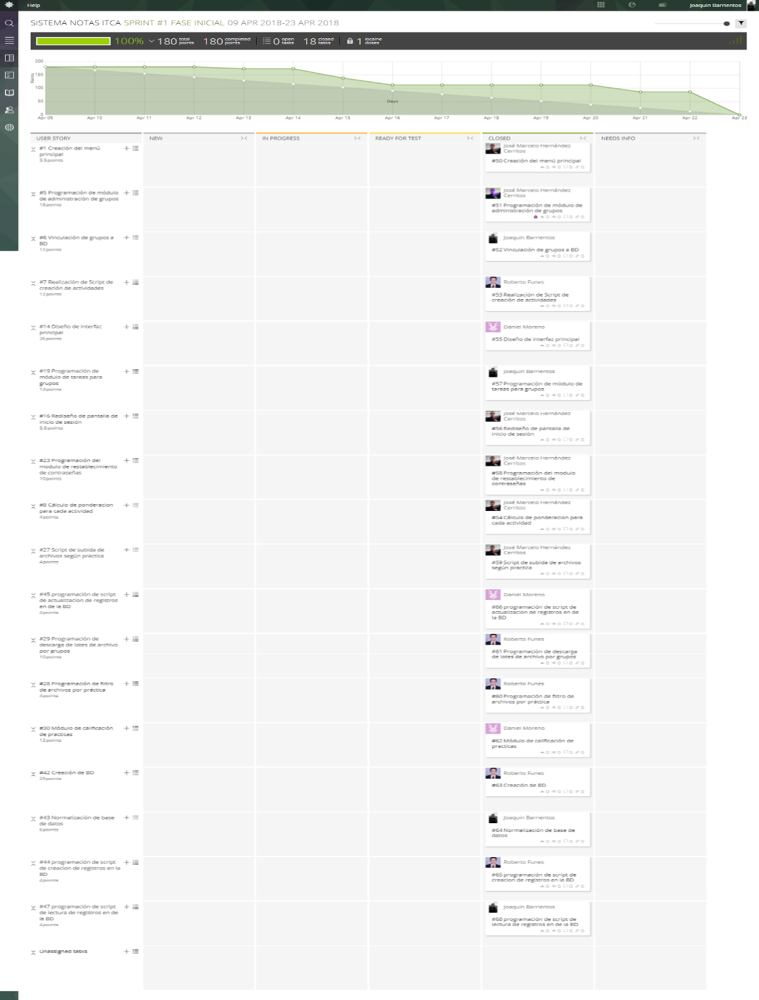 Help
Joaquin Barrientos
SISTEMA NOTAS ITCA SPRINT #1 FASE INICIAL 09 APR 2018-23 APR 2018
100% 180 total points 180 completed points 0 open tasks 18 closed tasks 1 iocaine doses
200
150
100
50
0
Points
Days
Apr 09 Apr 10 Apr 11 Apr 12 Apr 13 Apr 14 Apr 15 Apr 16 Apr 17 Apr 18 Apr 19 Apr 20 Apr 21 Apr 22 Apr 23
USER STORY NEW IN PROGRESS READY FOR TEST CLOSED NEEDS INFO
#1 Creación del menú
principal
3.5points
José Marcelo Hernández
Cerritos
#50 Creación del menú principal
0 0 0 0
#5 Programación de módulo
de administración de grupos
18points
José Marcelo Hernández
Cerritos
#51 Programación de módulo de
administración de grupos
0 0 0 0
#6 Vinculación de grupos a
BD
12points
Joaquin Barrientos
#52 Vinculación de grupos a BD
0 0 0 0
#7 Realización de Script de
creación de actividades
12points
Roberto Funes
#53 Realización de Script de
creación de actividades
0 0 0 0
#14 Diseño de interfaz
principal
26points
Daniel Moreno
#55 Diseño de interfaz principal
0 0 0 0
#19 Programación de
módulo de tareas para
grupos
14points
Joaquin Barrientos
#57 Programación de módulo de
tareas para grupos
0 0 0 0
#16 Rediseño de pantalla de
inicio de sesión
3.5points
José Marcelo Hernández
Cerritos
#56 Rediseño de pantalla de
inicio de sesión
0 0 0 0
#23 Programación del
modulo de restablecimiento
de contraseñas
10points
José Marcelo Hernández
Cerritos
#58 Programación del modulo
de restablecimiento de
contraseñas
0 0 0 0
#8 Cálculo de ponderacion
para cada actividad
4points
José Marcelo Hernández
Cerritos
#54 Cálculo de ponderacion para
cada actividad
0 0 0 0
#27 Script de subida de
archivos según practica
4points
José Marcelo Hernández
Cerritos
#59 Script de subida de archivos
según practica
0 0 0 0
#45 programación de script
de actualizacion de registros
en de la BD
4points
Daniel Moreno
#66 programación de script de
actualizacion de registros en de
la BD
0 0 0 0
#29 Programación de
descarga de lotes de archivo
por grupos
10points
Roberto Funes
#61 Programación de descarga
de lotes de archivo por grupos
0 0 0 0
#28 Programación de filtro
de archivos por práctica
4points
Roberto Funes
#60 Programación de filtro de
archivos por práctica
0 0 0 0
#30 Módulo de calificación
de practicas
12points
Daniel Moreno
#62 Módulo de calificación de
practicas
0 0 0 0
#42 Creación de BD
29points
Roberto Funes
#63 Creación de BD
0 0 0 0
#43 Normalización de base
de datos
6points
Joaquin Barrientos
#64 Normalización de base de
datos
0 0 0 0
#44 programación de script
de creacion de registros en la
BD
4points
Roberto Funes
#65 programación de script de
creacion de registros en la BD
0 0 0 0
#47 programación de script
de lectura de registros en de
la BD
4points
Joaquin Barrientos
#68 programación de script de
lectura de registros en de la BD
0 0 0 0
Unassigned tasks